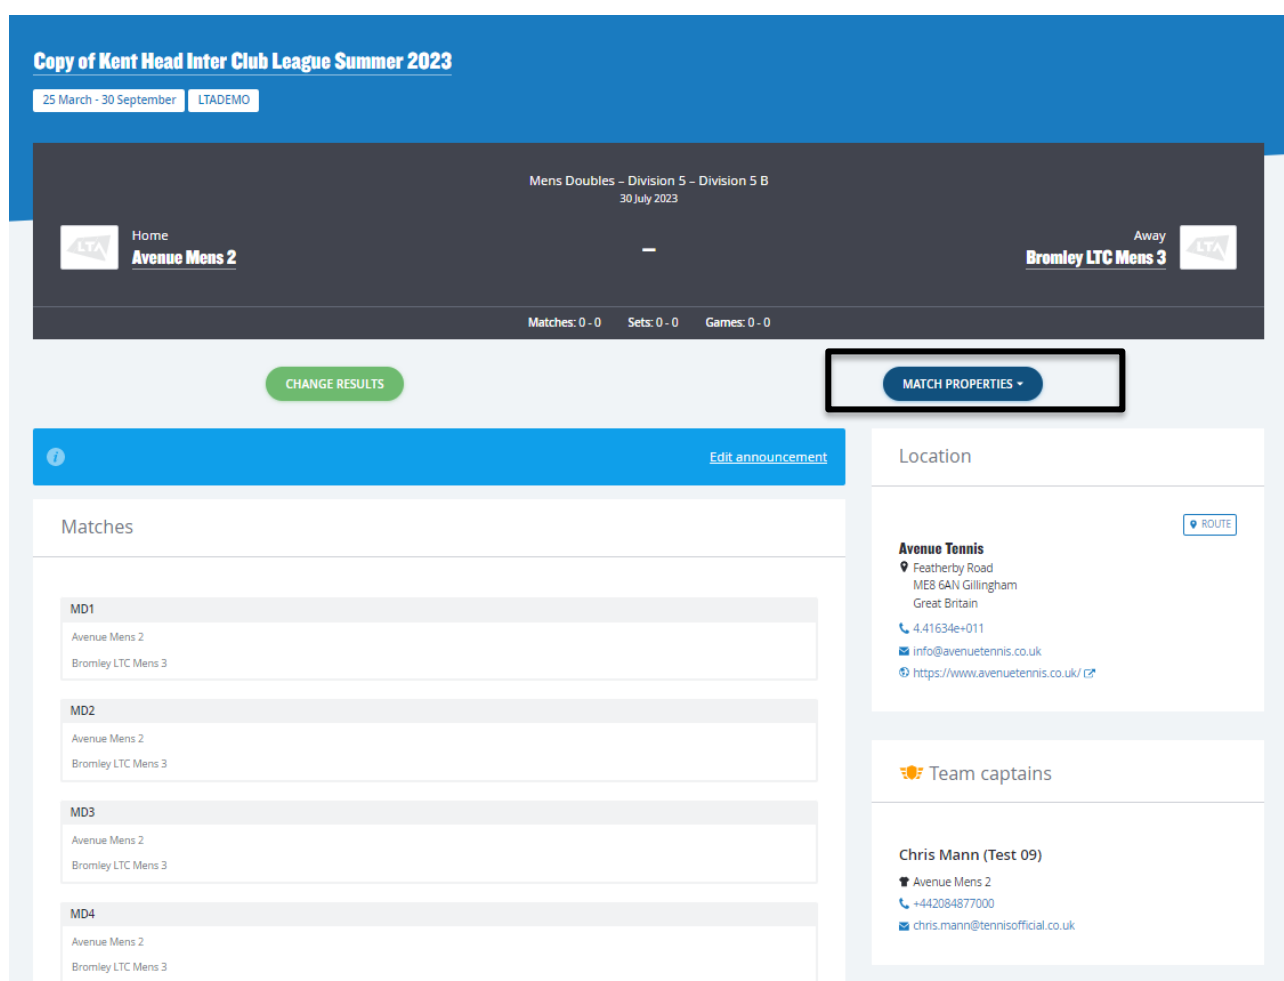 Copy of Kent Head Inter Club League Summer 2023
25 March - 30 September LTADEMO
Mens Doubles – Division 5 – Division 5 B
30 July 2023
LTA Home
Avenue Mens 2
–
Away
Bromley LTC Mens 3
LTA
Matches: 0 - 0 Sets: 0 - 0 Games: 0 - 0
CHANGE RESULTS
MATCH PROPERTIES
Edit announcement
Matches
MD1
Avenue Mens 2
Bromley LTC Mens 3
MD2
Avenue Mens 2
Bromley LTC Mens 3
MD3
Avenue Mens 2
Bromley LTC Mens 3
MD4
Avenue Mens 2
Bromley LTC Mens 3
Location
ROUTE
Avenue Tennis
Featherby Road
ME8 6AN Gillingham
Great Britain
4.41634e+011
info@avenuetennis.co.uk
https://www.avenuetennis.co.uk/
Team captains
Chris Mann (Test 09)
Avenue Mens 2
+442084877000
chris.mann@tennisofficial.co.uk